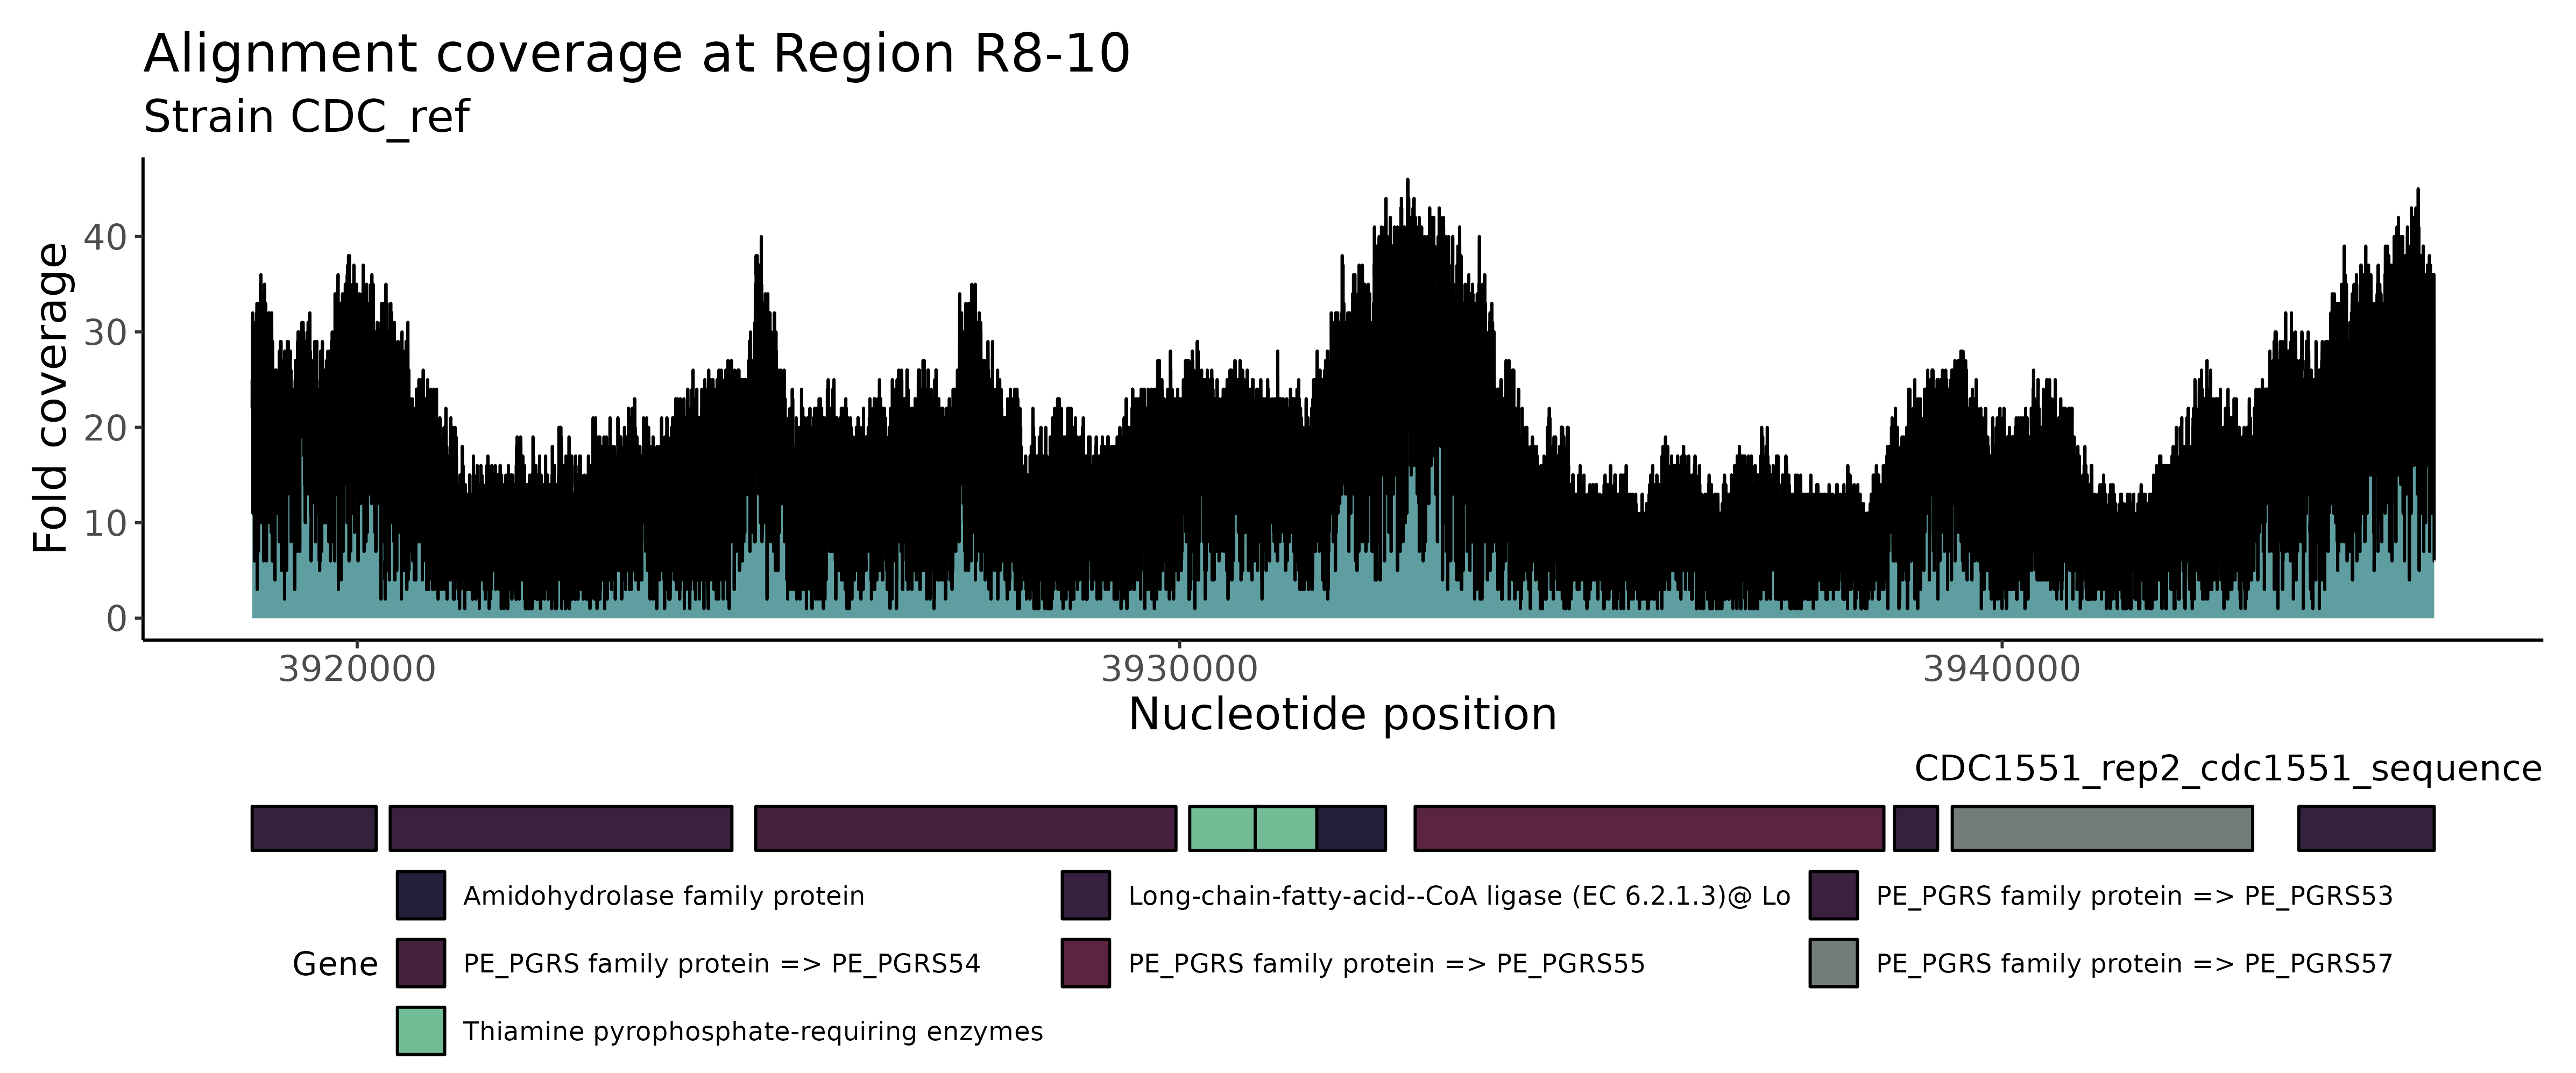 Alignment coverage at Region R8-10
Strain CDC_ref
Fold coverage
40
30
20
10
0
3920000 3930000 3940000
Nucleotide position
CDC1551_rep2_cdc1551_sequence
Gene
Amidohydrolase family protein
Long-chain-fatty-acid--CoA ligase (EC 6.2.1.3)@ Lo
PE_PGRS family protein => PE_PGRS53
PE_PGRS family protein => PE_PGRS54
PE_PGRS family protein => PE_PGRS55
PE_PGRS family protein => PE_PGRS57
Thiamine pyrophosphate-requiring enzymes